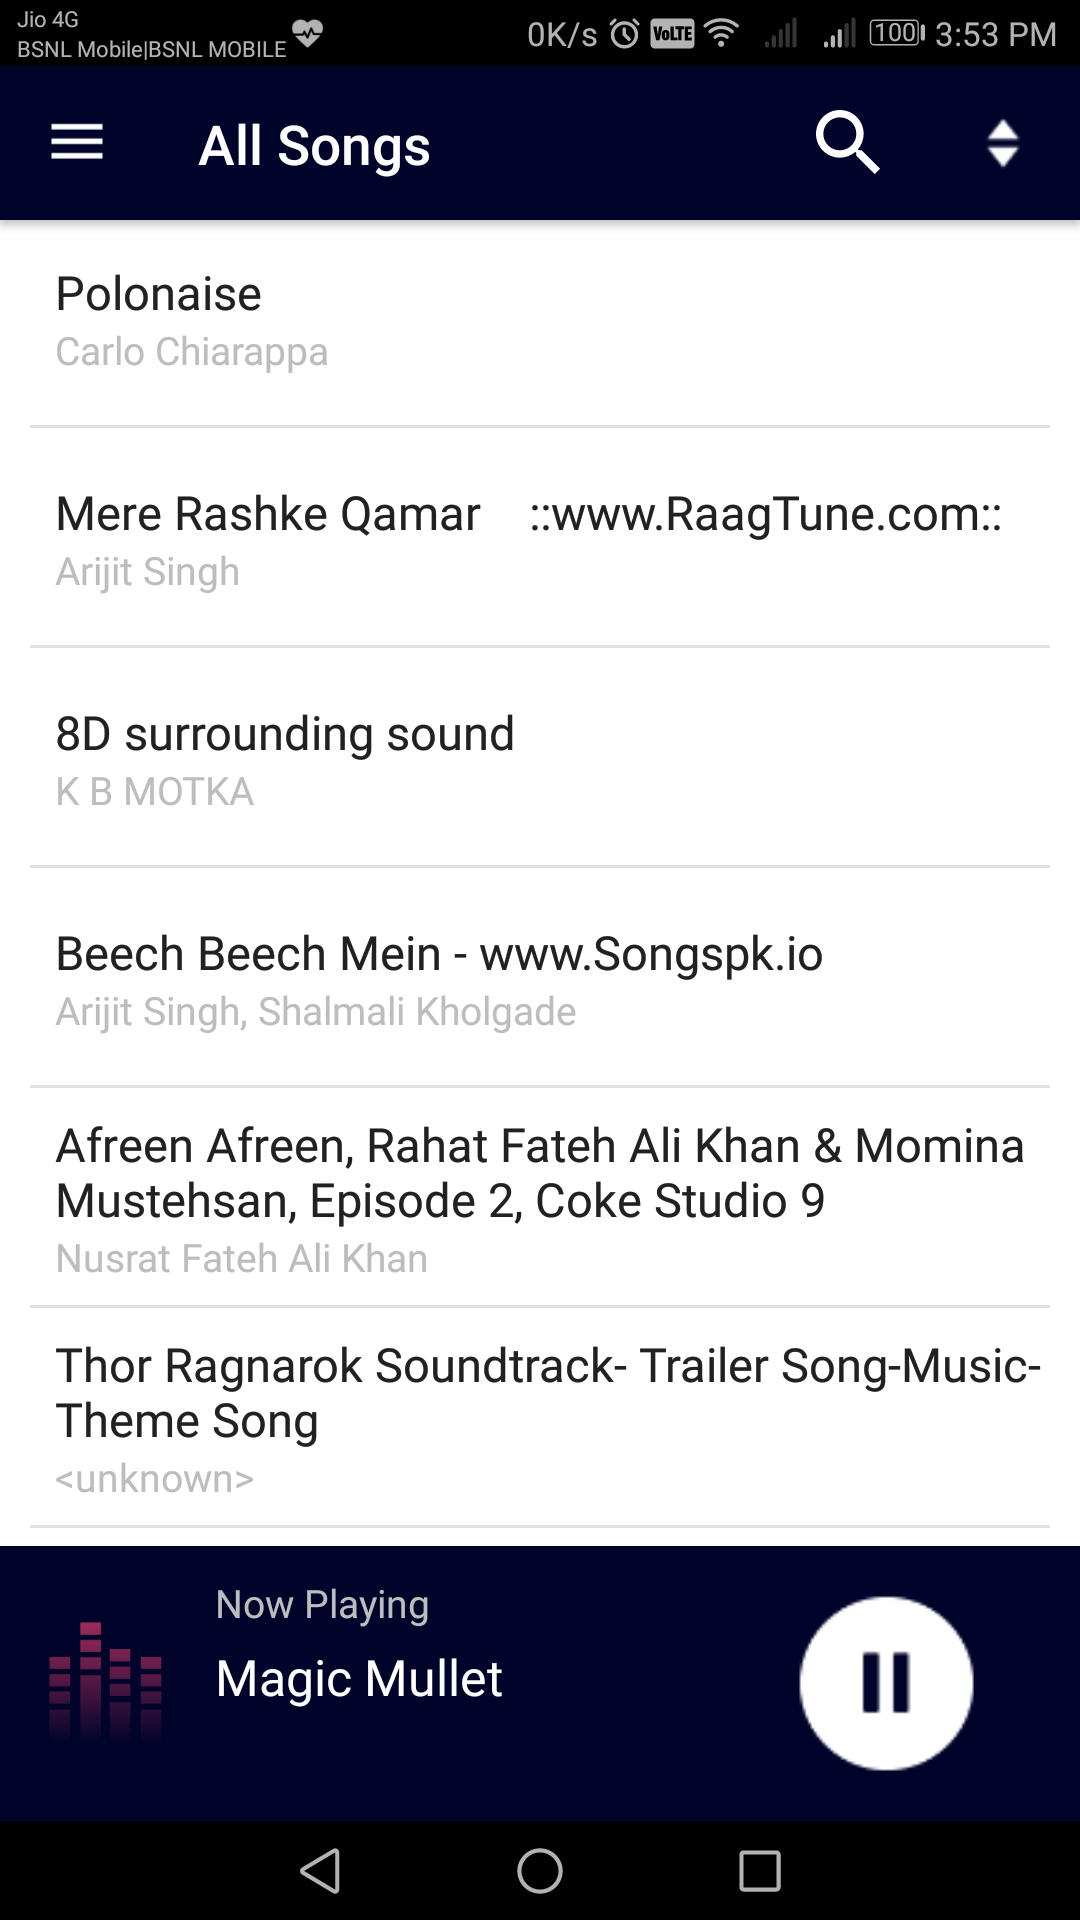 Jio 4G
BSNL Mobile|BSNL MOBILE
0K/s VoLTE 100 3:53 PM
All Songs
Polonaise
Carlo Chiarappa
Mere Rashke Qamar ::www.RaagTune.com::
Arijit Singh
8D surrounding sound
K B MOTKA
Beech Beech Mein - www.Songspk.io
Arijit Singh, Shalmali Kholgade
Afreen Afreen, Rahat Fateh Ali Khan & Momina
Mustehsan, Episode 2, Coke Studio 9
Nusrat Fateh Ali Khan
Thor Ragnarok Soundtrack- Trailer Song-Music-
Theme Song
<unknown>
Now Playing
Magic Mullet